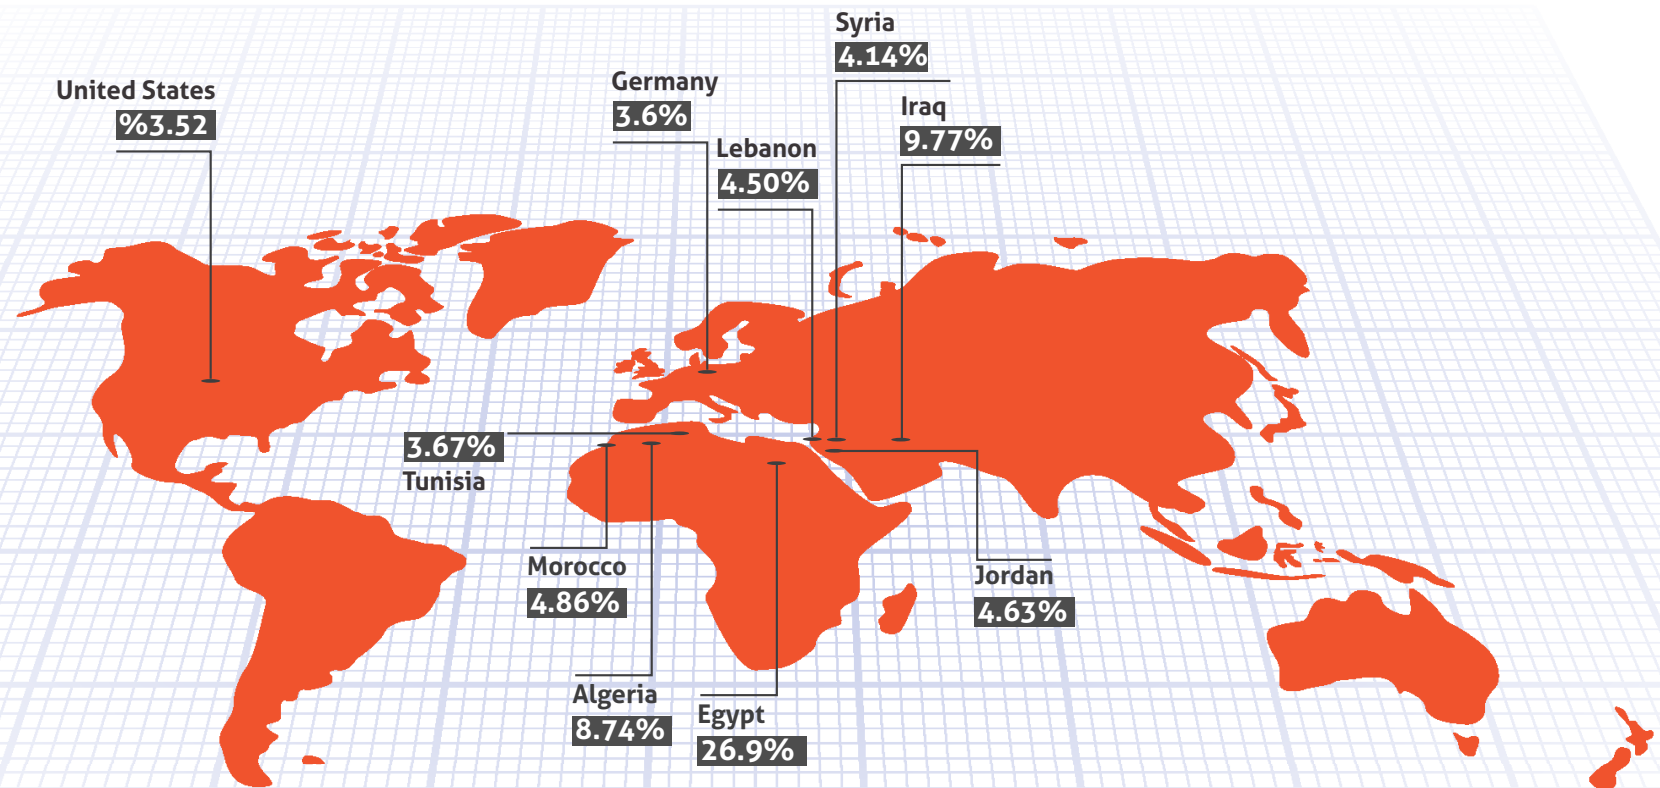 Syria
4.14%
United States
%3.52
Germany
3.6%
Iraq
9.77%
Lebanon
4.50%
3.67%
Tunisia
Morocco
4.86%
Jordan
4.63%
Algeria
8.74%
Egypt
26.9%